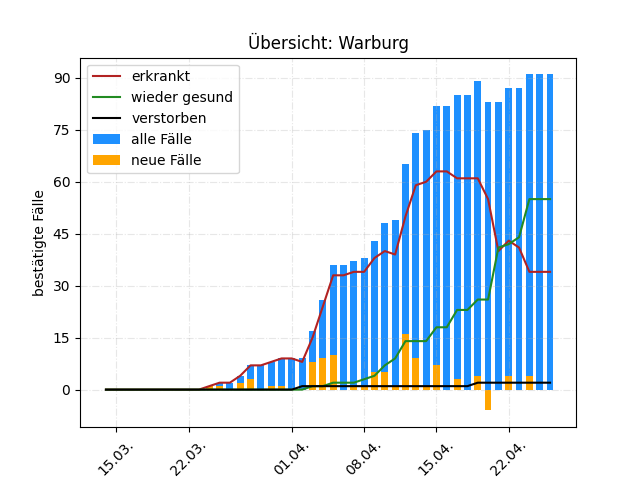 Übersicht: Warburg
erkrankt
wieder gesund
verstorben
alle Fälle
neue Fälle
bestätigte Fälle
90
75
60
45
30
15
0
15.03.
22.03.
01.04.
08.04.
15.04.
22.04.